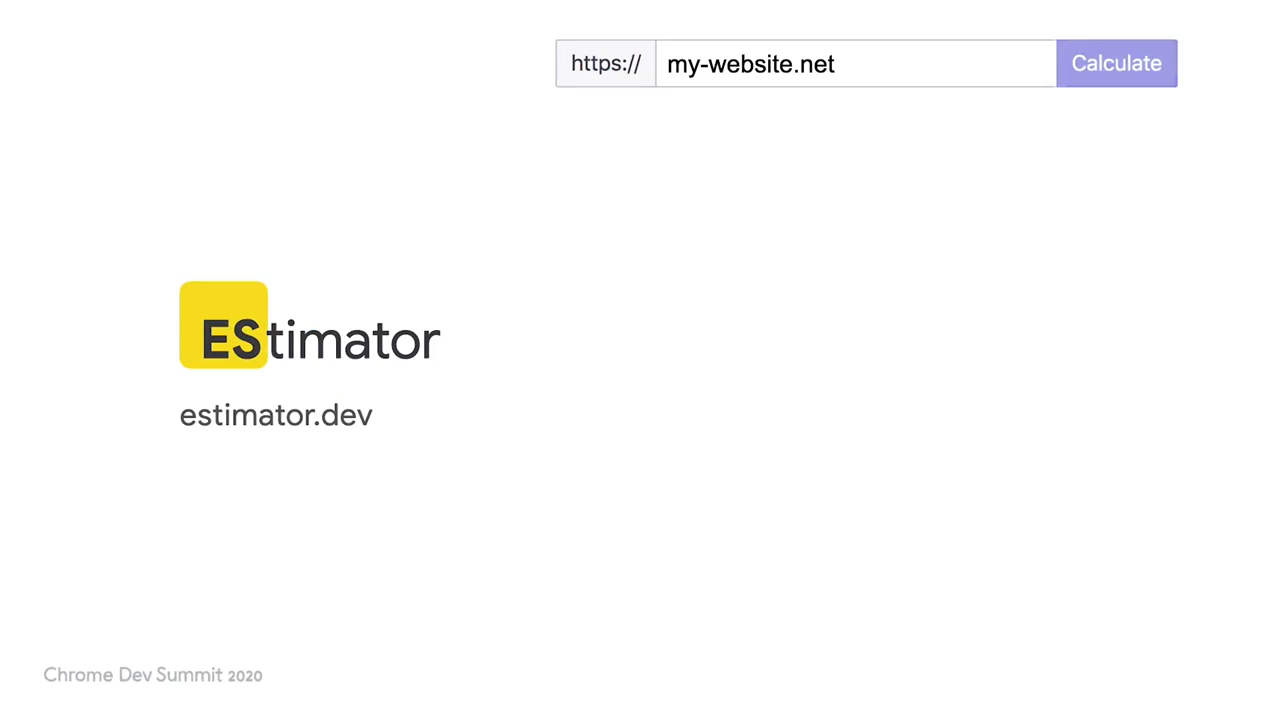 https:// my-website.net Calculate
EStimator
estimator.dev
Chrome Dev Summit 2020